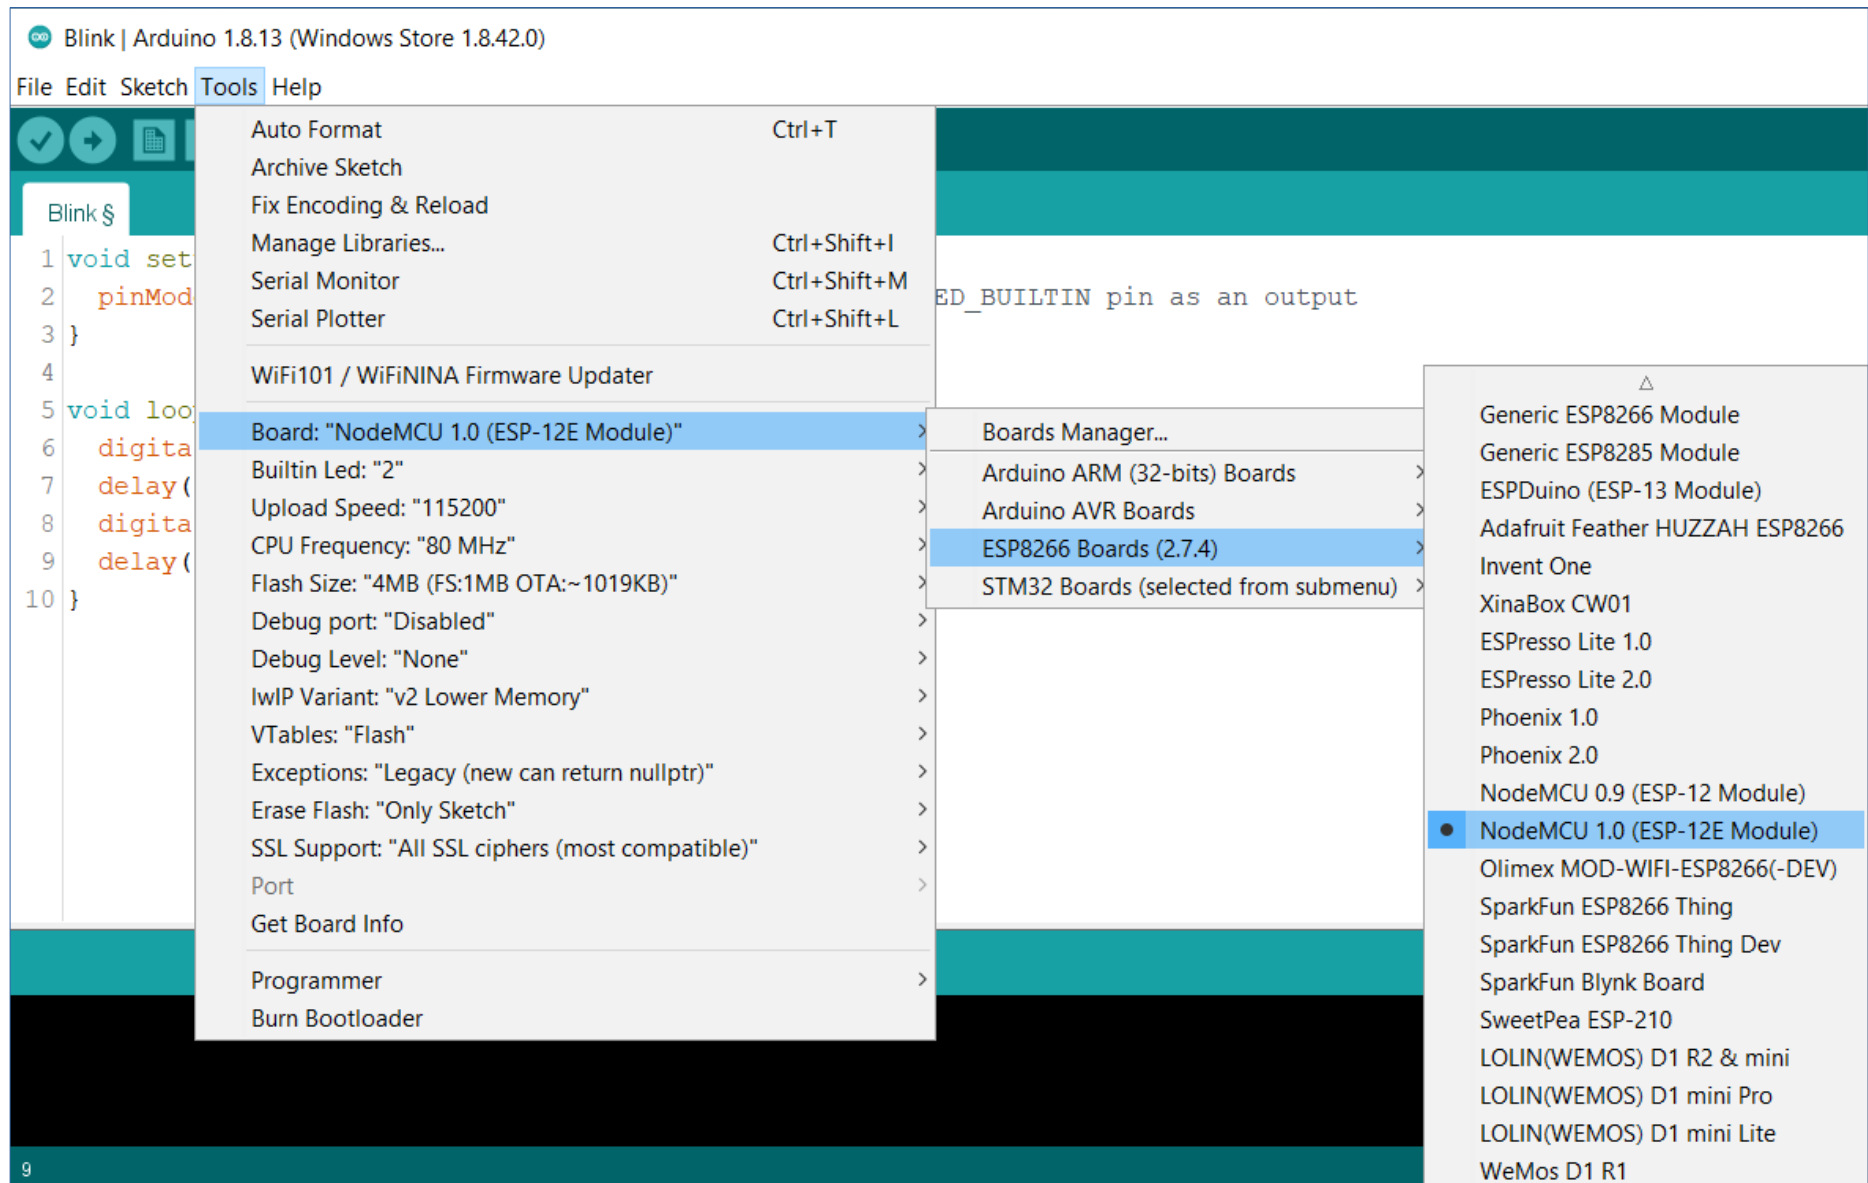 Blink | Arduino 1.8.13 (Windows Store 1.8.42.0)
File Edit Sketch Tools Help
Blink §
1 void set
2 pinMod ED_BUILTIN pin as an output
3 }
4
5 void loo
6 digita
7 delay(
8 digita
9 delay(
10 }
Auto Format Ctrl+T
Archive Sketch
Fix Encoding & Reload
Manage Libraries... Ctrl+Shift+I
Serial Monitor Ctrl+Shift+M
Serial Plotter Ctrl+Shift+L
WiFi101 / WiFiNINA Firmware Updater
Board: "NodeMCU 1.0 (ESP-12E Module)"
Builtin Led: "2"
Upload Speed: "115200"
CPU Frequency: "80 MHz"
Flash Size: "4MB (FS:1MB OTA:~1019KB)"
Debug port: "Disabled"
Debug Level: "None"
lwIP Variant: "v2 Lower Memory"
VTables: "Flash"
Exceptions: "Legacy (new can return nullptr)"
Erase Flash: "Only Sketch"
SSL Support: "All SSL ciphers (most compatible)"
Port
Get Board Info
Programmer
Burn Bootloader
Boards Manager...
Arduino ARM (32-bits) Boards
Arduino AVR Boards
ESP8266 Boards (2.7.4)
STM32 Boards (selected from submenu)
Generic ESP8266 Module
Generic ESP8285 Module
ESPDuino (ESP-13 Module)
Adafruit Feather HUZZAH ESP8266
Invent One
XinaBox CW01
ESPresso Lite 1.0
ESPresso Lite 2.0
Phoenix 1.0
Phoenix 2.0
NodeMCU 0.9 (ESP-12 Module)
NodeMCU 1.0 (ESP-12E Module)
Olimex MOD-WIFI-ESP8266(-DEV)
SparkFun ESP8266 Thing
SparkFun ESP8266 Thing Dev
SparkFun Blynk Board
SweetPea ESP-210
LOLIN(WEMOS) D1 R2 & mini
LOLIN(WEMOS) D1 mini Pro
LOLIN(WEMOS) D1 mini Lite
WeMos D1 R1
9